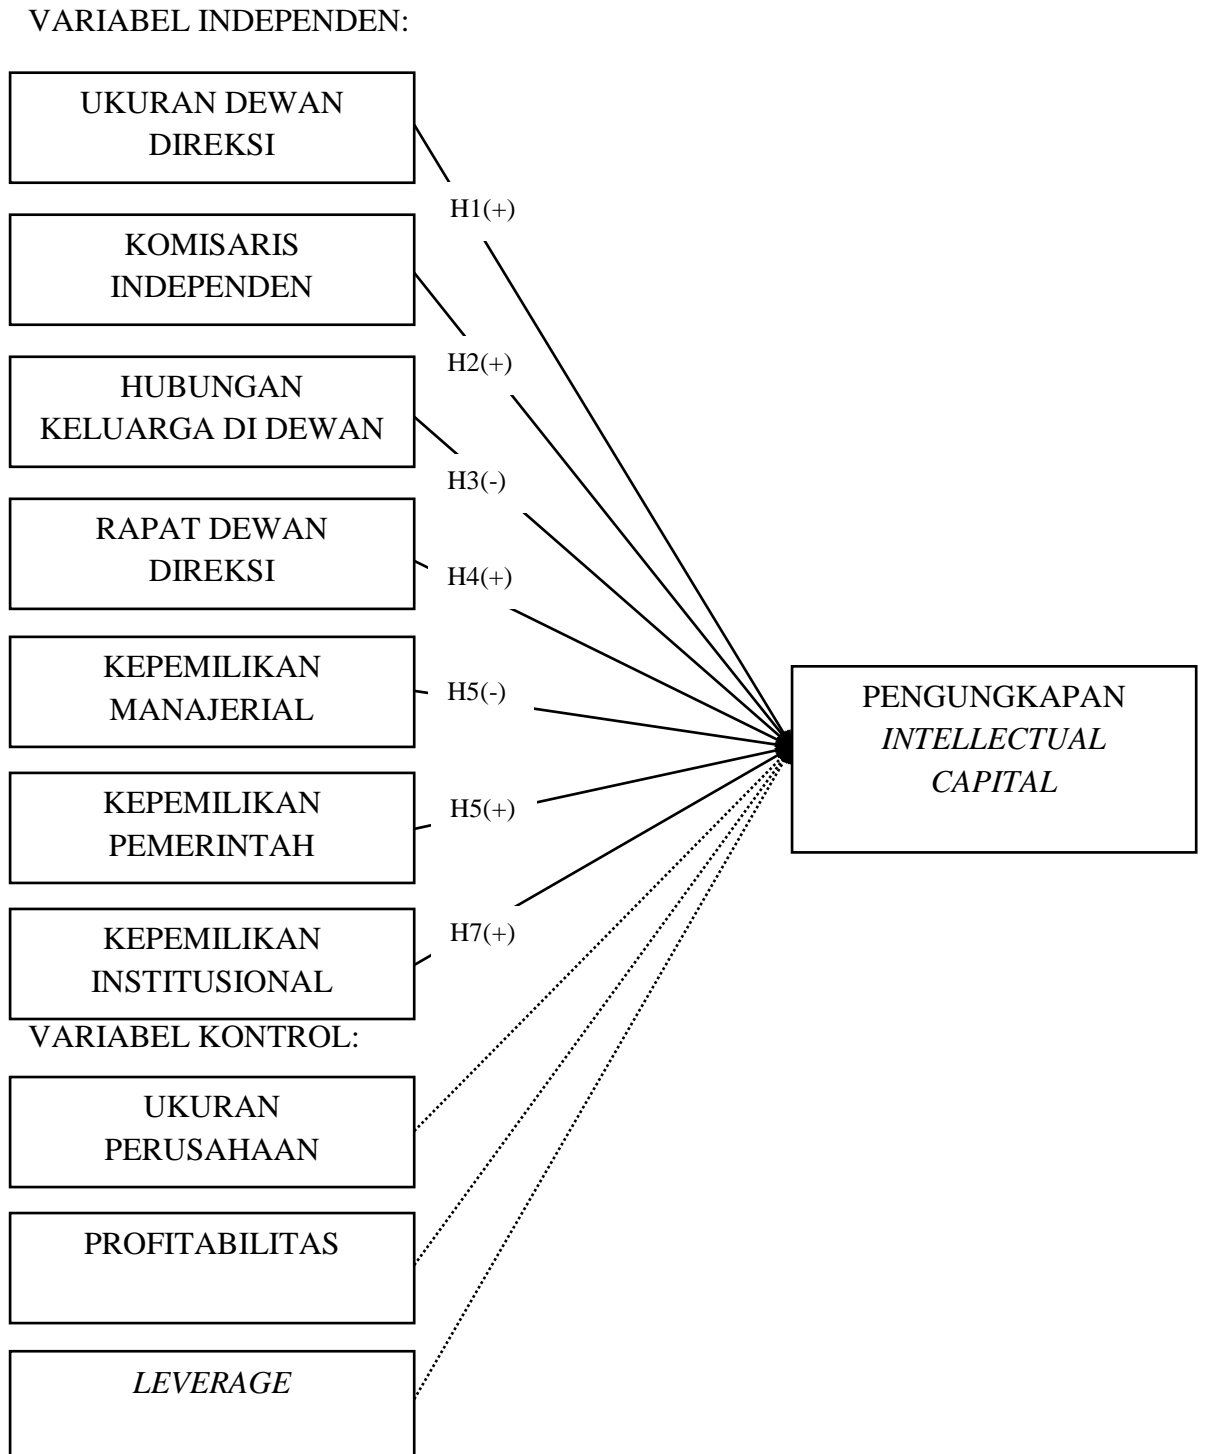 VARIABEL INDEPENDEN:
UKURAN DEWAN
DIREKSI
H1(+)
KOMISARIS
INDEPENDEN
H2(+)
HUBUNGAN
KELUARGA DI DEWAN
H3(-)
RAPAT DEWAN
DIREKSI
H4(+)
KEPEMILIKAN
MANAJERIAL
H5(-)
KEPEMILIKAN
PEMERINTAH
H5(+)
KEPEMILIKAN
INSTITUSIONAL
H7(+)
PENGUNGKAPAN
INTELLECTUAL
CAPITAL
VARIABEL KONTROL:
UKURAN
PERUSAHAAN
PROFITABILITAS
LEVERAGE